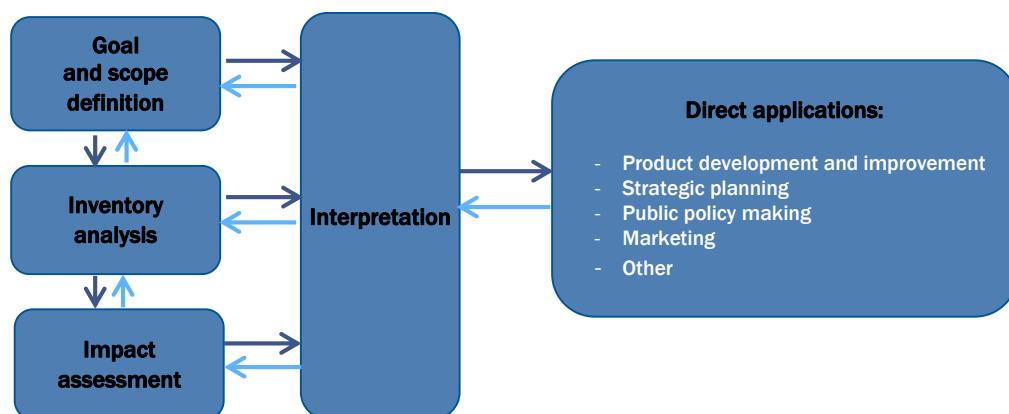 Goal
and scope
definition
Inventory
analysis
Impact
assessment
Interpretation
Direct applications:
- Product development and improvement
- Strategic planning
- Public policy making
- Marketing
- Other